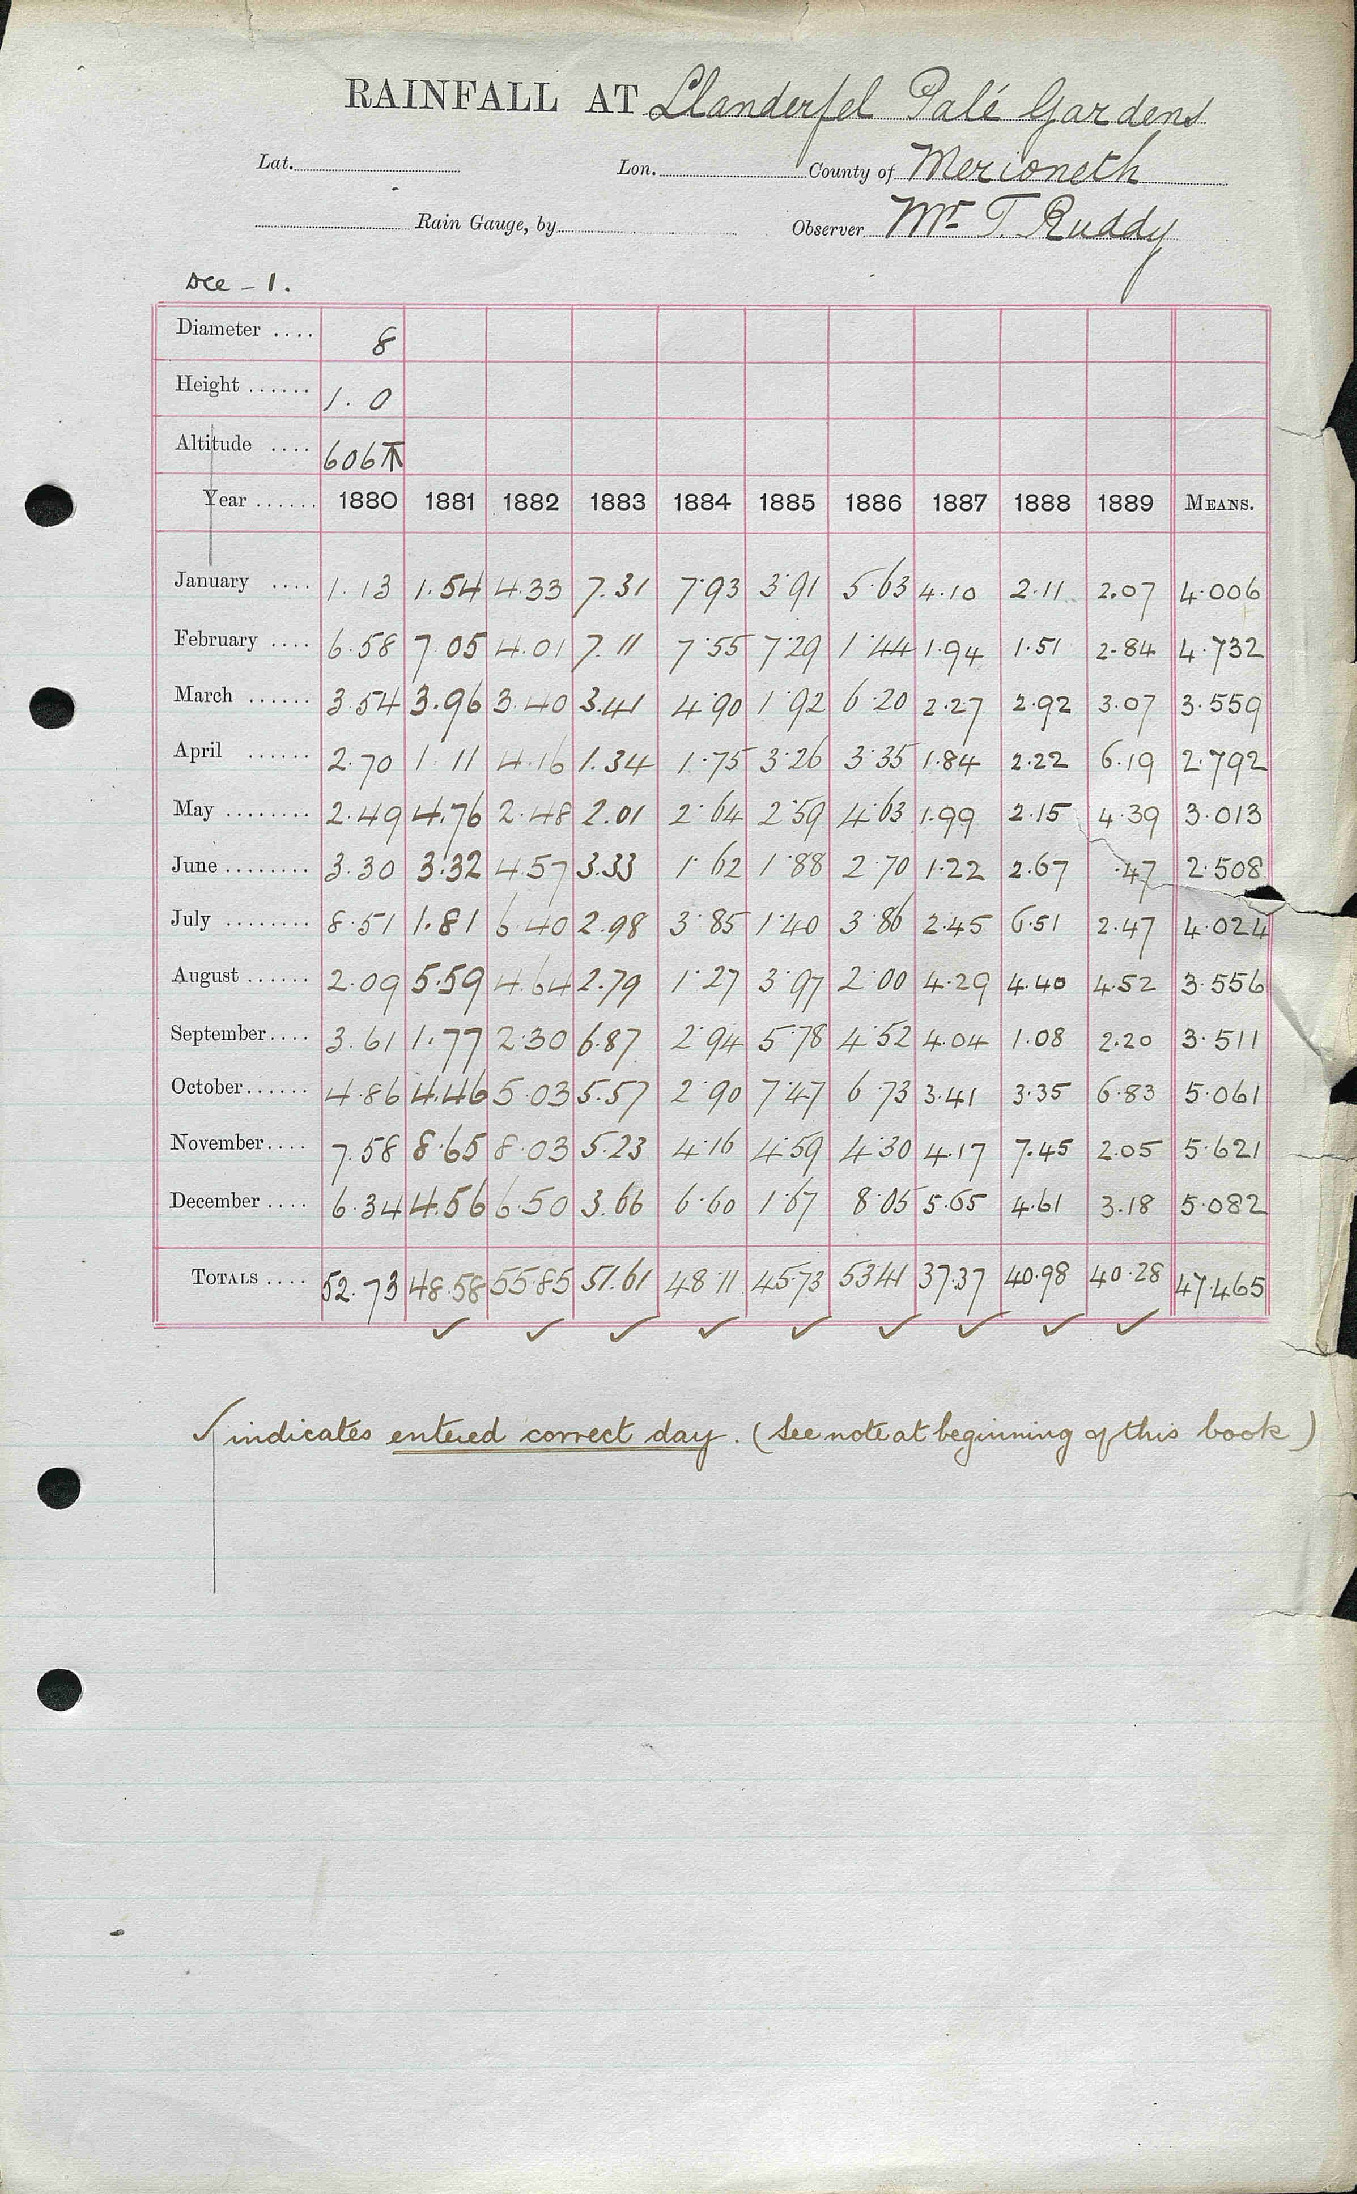 RAINFALL AT Llanderfel Palé Gardens
Lat. Lon. County of Merioneth
Rain Gauge, by Observer Mr T. Ruddy
Dec - 1.
Diameter .... 8
Height ...... 1. 0
Altitude .... 606
Year ...... 1880 1881 1882 1883 1884 1885 1886 1887 1888 1889 MEANS.
January .... 1.13 1.54 4.33 7.31 7.93 3.91 5.63 4.10 2.11 2.07 4.006
February .... 6.58 7.05 4.01 7.11 7.55 7.29 1.44 1.94 1.51 2.84 4.732
March ...... 3.54 3.96 3.40 3.41 4.90 1.92 6.20 2.27 2.92 3.07 3.559
April ...... 2.70 1.11 4.16 1.34 1.75 3.26 3.35 1.84 2.22 6.19 2.792
May ........ 2.49 4.76 2.48 2.01 2.64 2.59 4.63 1.99 2.15 4.39 3.013
June ........ 3.30 3.32 4.57 3.33 1.62 1.88 2.70 1.22 2.67 .47 2.508
July ........ 8.51 1.81 6.40 2.98 3.85 1.40 3.86 2.45 6.51 2.47 4.024
August ...... 2.09 5.59 4.64 2.79 1.27 3.97 2.00 4.29 4.40 4.52 3.556
September.... 3.61 1.77 2.30 6.87 2.94 5.78 4.52 4.04 1.08 2.20 3.511
October...... 4.86 4.46 5.03 5.57 2.90 7.47 6.73 3.41 3.35 6.83 5.061
November.... 7.58 8.65 8.03 5.23 4.16 4.59 4.30 4.17 7.45 2.05 5.621
December .... 6.34 4.56 6.50 3.66 6.60 1.67 8.05 5.65 4.61 3.18 5.082
TOTALS .... 52.73 48.58 55.85 51.61 48.11 45.73 53.41 37.37 40.98 40.28 47.465
✓ ✓ ✓ ✓ ✓ ✓ ✓ ✓ ✓
✓ indicates entered correct day. (See note at beginning of this book)